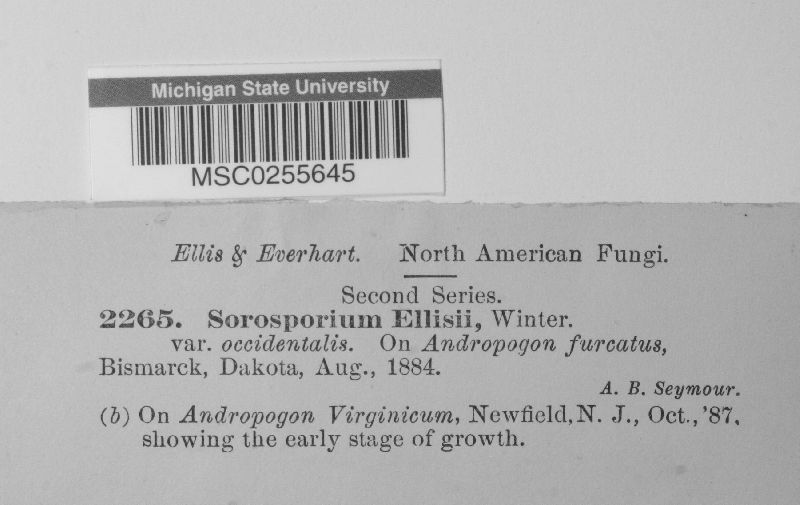 Michigan State University
MSC0255645
Ellis & Everhart. North American Fungi.
Second Series.
2265. Sorosporium Ellisii, Winter.
var. occidentalis. On Andropogon furcatus,
Bismarck, Dakota, Aug., 1884.
A. B. Seymour.
(b) On Andropogon Virginicum, Newfield, N. J., Oct., '87,
showing the early stage of growth.